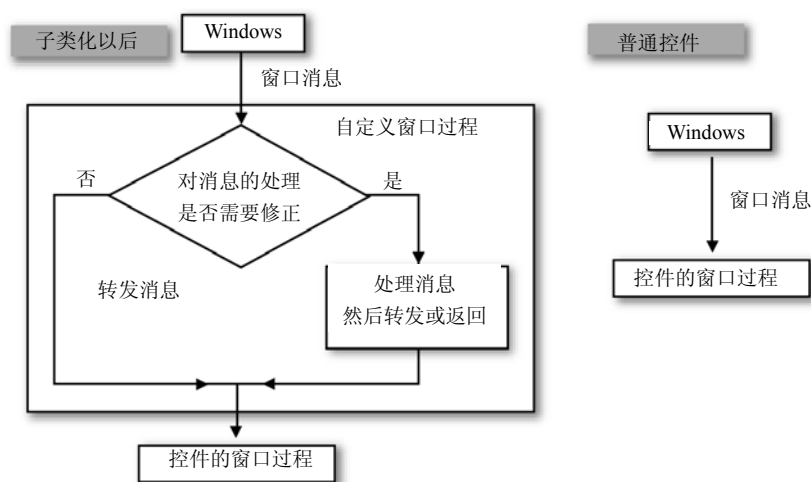 子类化以后
Windows
窗口消息
自定义窗口过程
否
对消息的处理
是否需要修正
是
转发消息
处理消息
然后转发或返回
控件的窗口过程
普通控件
Windows
窗口消息
控件的窗口过程